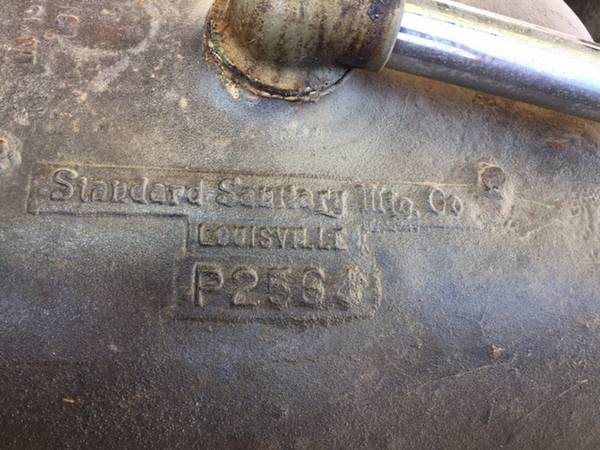 Standard Sanitary Mfg. Co
LOUISVILLE
P2564